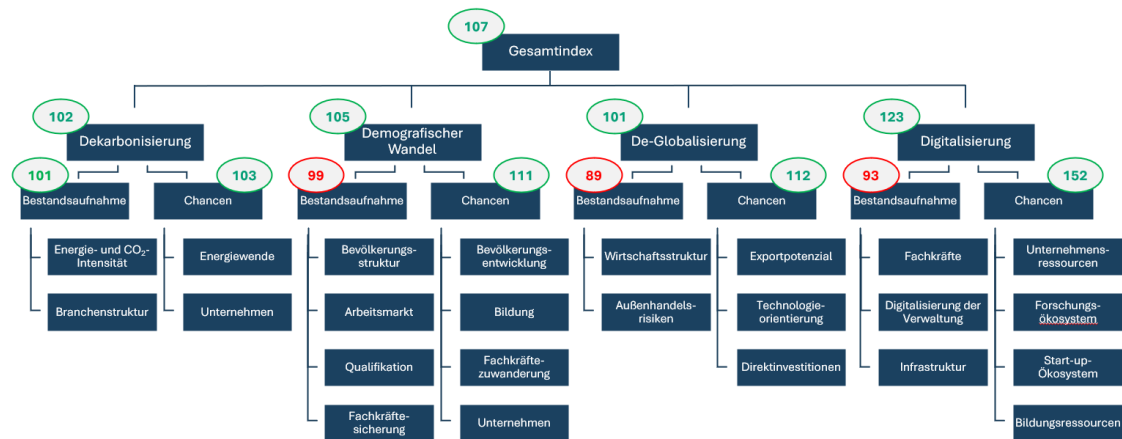 107
Gesamtindex
102
Dekarbonisierung
105
Demografischer
Wandel
101
De-Globalisierung
123
Digitalisierung
101
Bestandsaufnahme
103
Chancen
99
Bestandsaufnahme
111
Chancen
89
Bestandsaufnahme
112
Chancen
93
Bestandsaufnahme
152
Chancen
Energie- und CO₂-
Intensität
Branchenstruktur
Energiewende
Unternehmen
Bevölkerungs-
struktur
Arbeitsmarkt
Qualifikation
Fachkräfte-
sicherung
Bevölkerungs-
entwicklung
Bildung
Fachkräfte-
zuwanderung
Unternehmen
Wirtschaftsstruktur
Außenhandels-
risiken
Exportpotenzial
Technologie-
orientierung
Direktinvestitionen
Fachkräfte
Digitalisierung der
Verwaltung
Infrastruktur
Unternehmens-
ressourcen
Forschungs-
ökosystem
Start-up-
Ökosystem
Bildungsressourcen